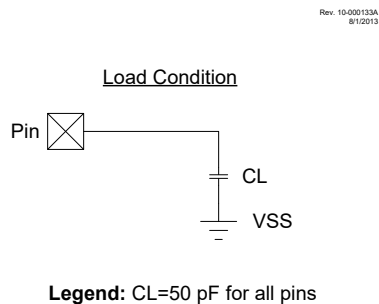 Rev. 10-000133A
8/1/2013
Load Condition
Pin
CL
VSS
Legend: CL=50 pF for all pins